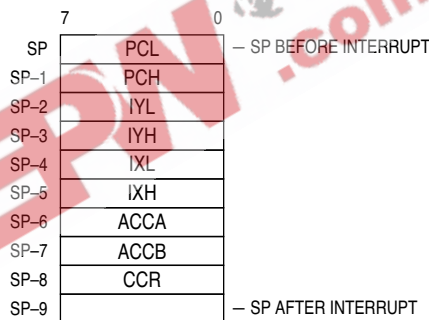 7 0
SP PCL – SP BEFORE INTERRUPT
SP–1 PCH
SP–2 IYL
SP–3 IYH
SP–4 IXL
SP–5 IXH
SP–6 ACCA
SP–7 ACCB
SP–8 CCR
SP–9 – SP AFTER INTERRUPT
.com